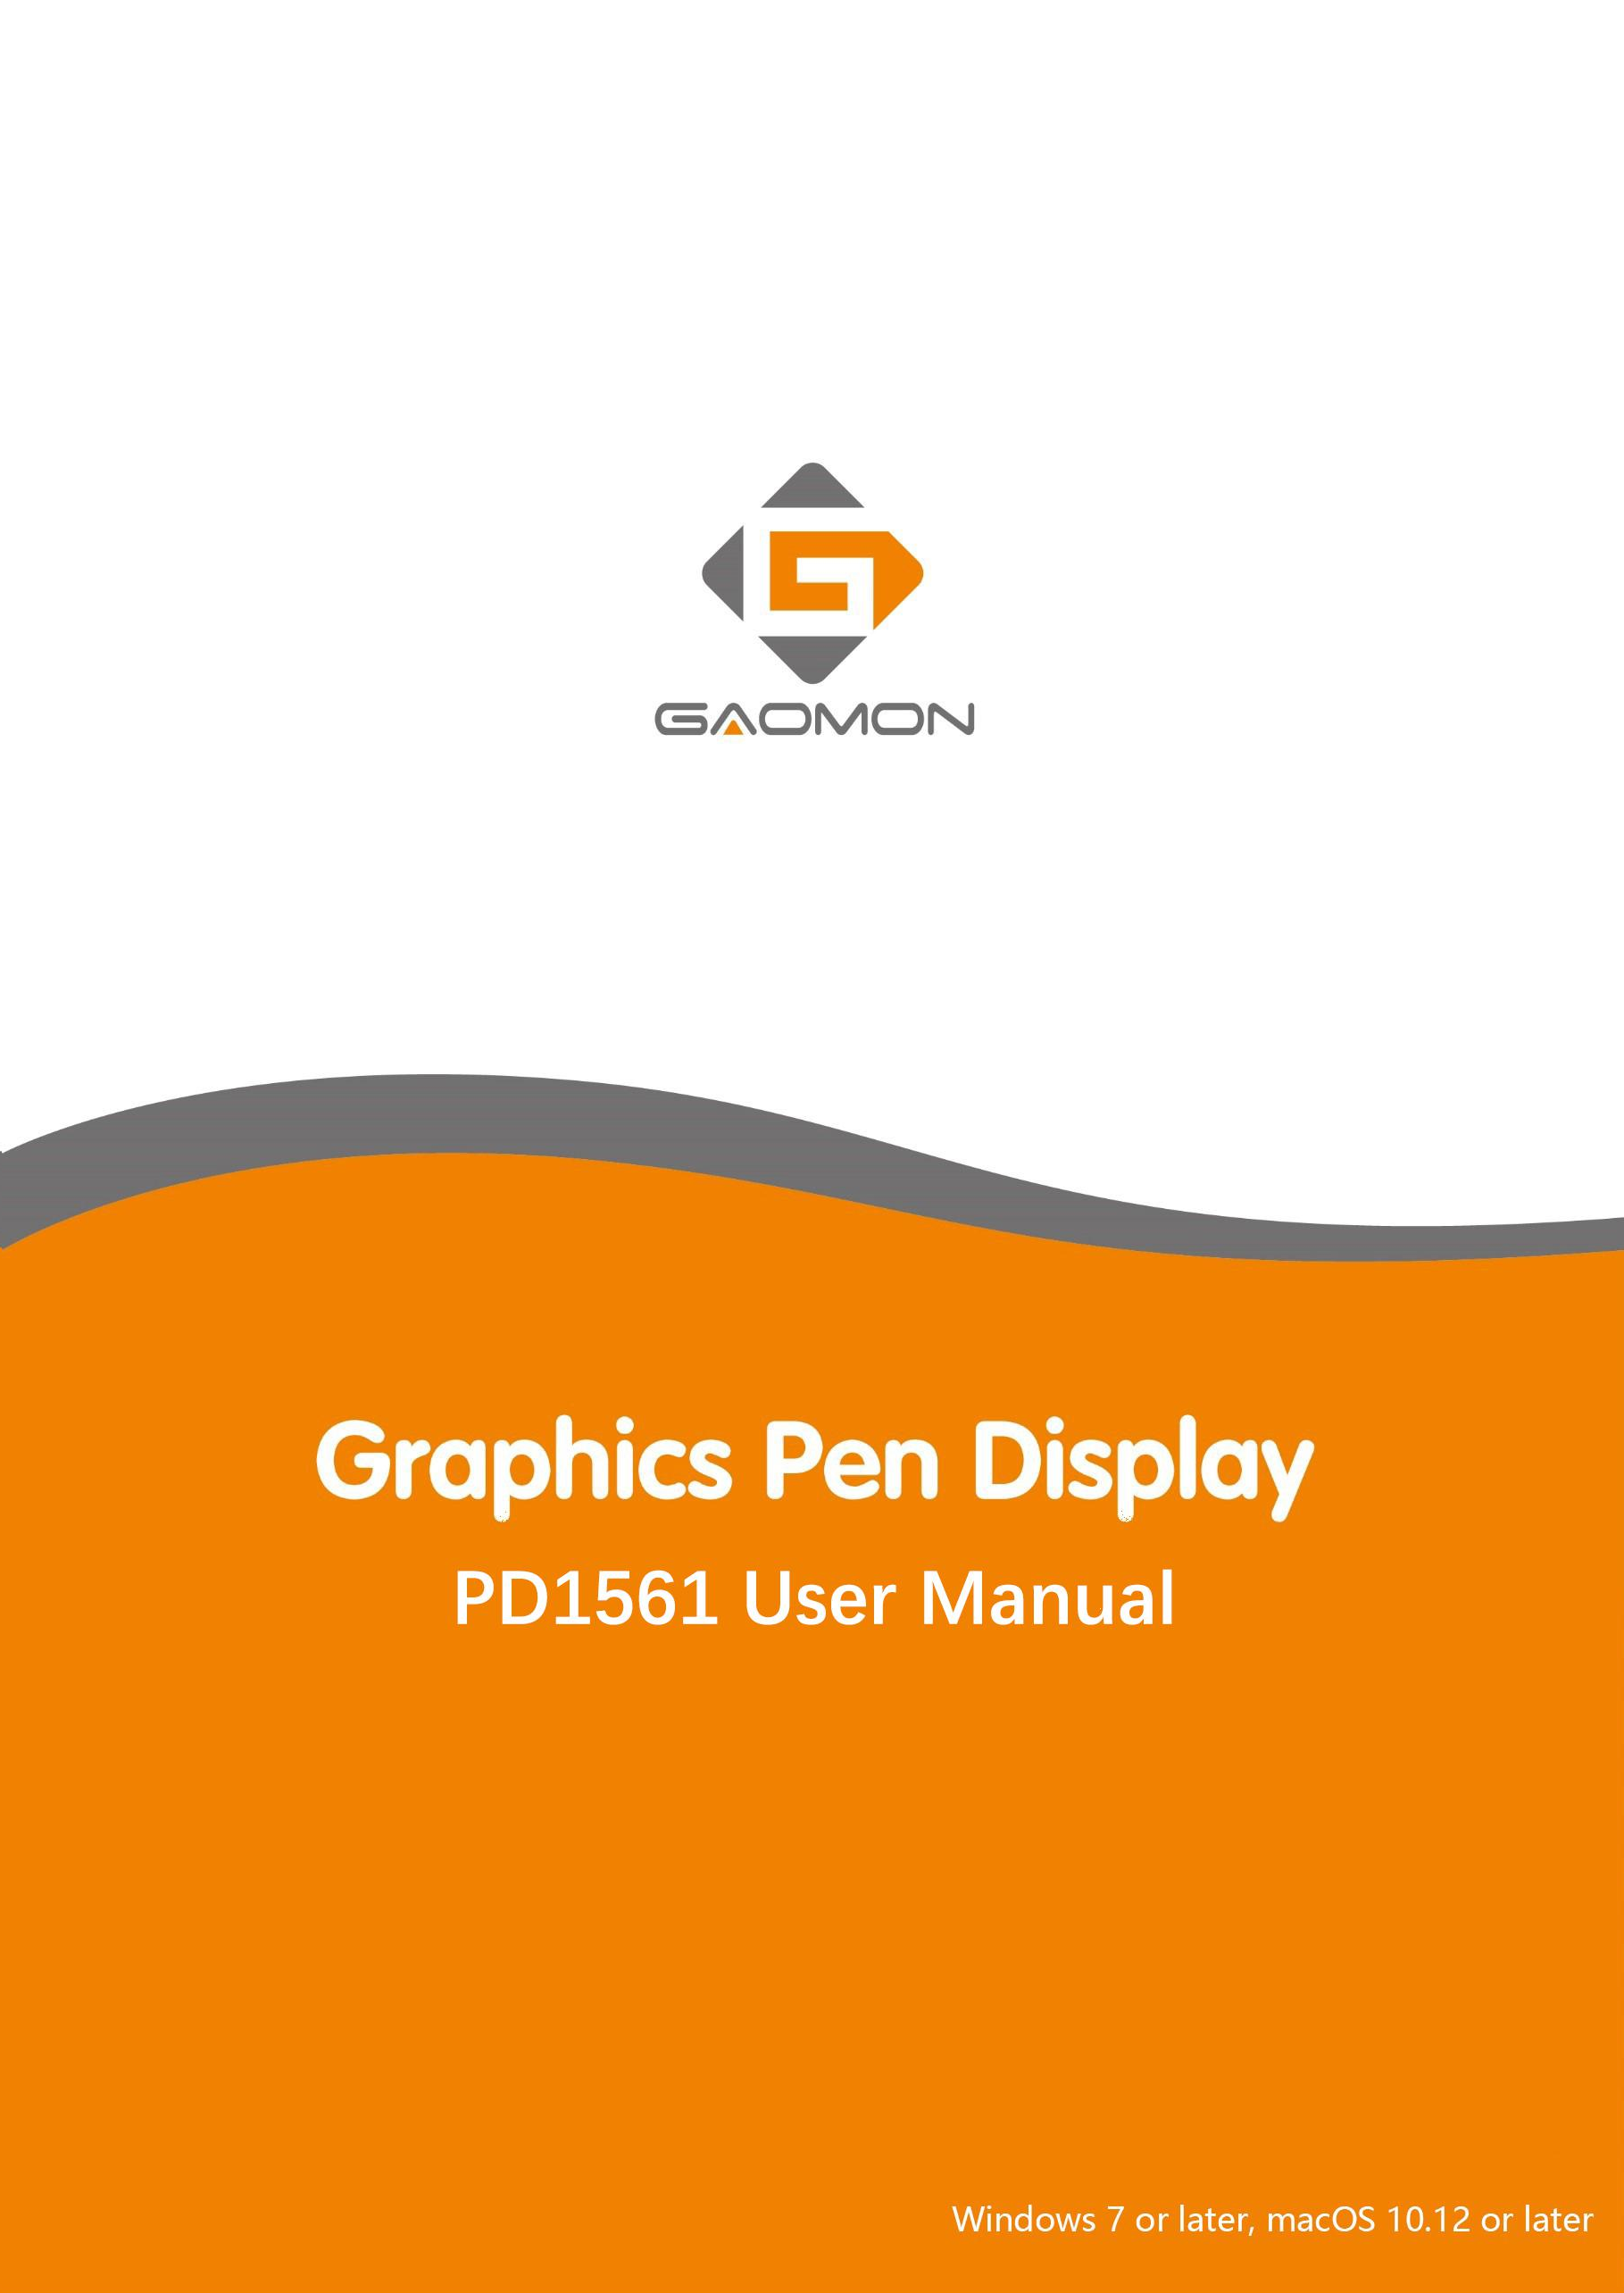 GAOMON
Graphics Pen Display
PD1561 User Manual
Windows 7 or later, macOS 10.12 or later